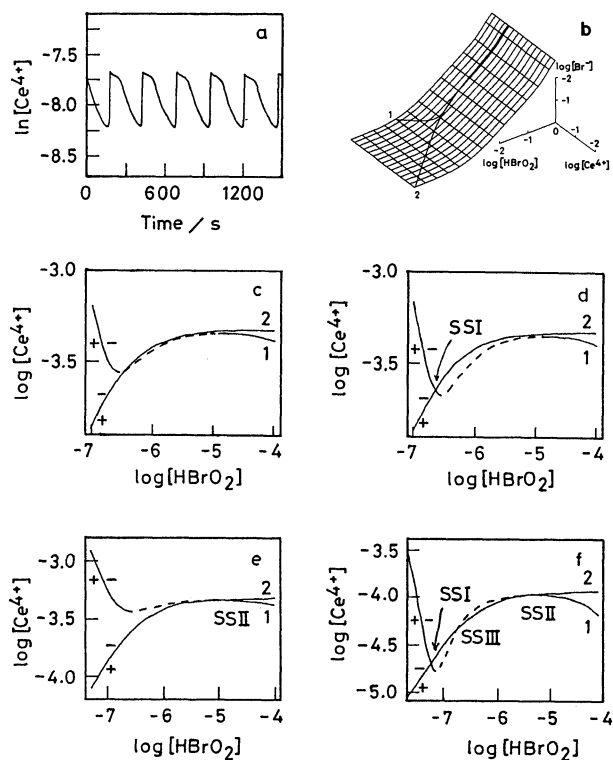 a
ln [Ce⁴⁺]
-7.5
-8.0
-8.5
0 600 1200
Time / s
b
log[Br⁻]
-2
-1
0
-1
-2
-1
-2
log[HBrO₂]
log[Ce⁴⁺]
1
2
c
log [Ce⁴⁺]
-3.0
-3.5
+ -
-
+
2
1
-7 -6 -5 -4
log[HBrO₂]
d
log [Ce⁴⁺]
-3.0
-3.5
+ -
SSI
-
+
2
1
-7 -6 -5 -4
log[HBrO₂]
e
log [Ce⁴⁺]
-3.0
-3.5
-4.0
+ -
-
+
SSII
2
1
-7 -6 -5 -4
log[HBrO₂]
f
log [Ce⁴⁺]
-3.5
-4.0
-4.5
-5.0
+ -
SSI
-
+
SSIII
SSII
2
1
-7 -6 -5 -4
log [HBrO₂]